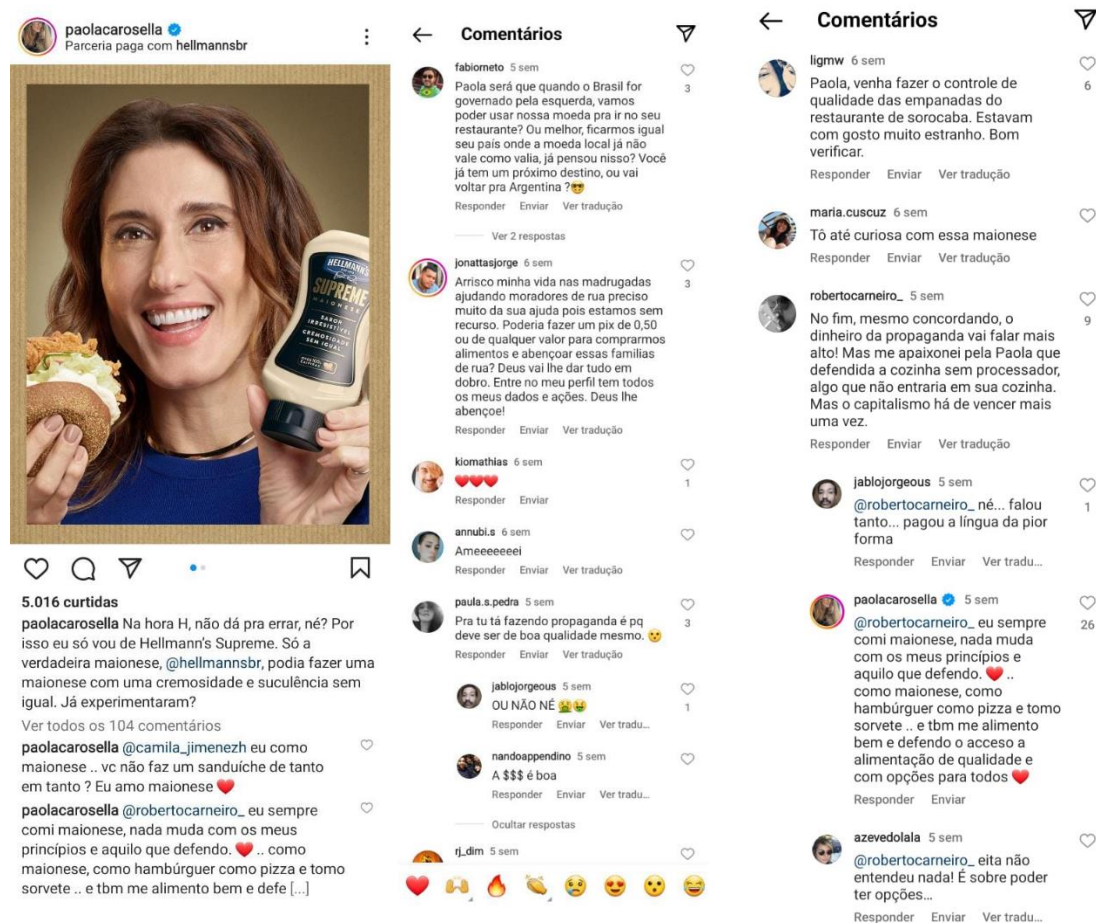 paolacarosella
Parceria paga com hellmannsbr
HELLMANN'S
SUPREME
MAIONESE
SABOR
IRRESISTÍVEL
CREMOSIDADE
SEM IGUAL
5.016 curtidas
paolacarosella Na hora H, não dá pra errar, né? Por
isso eu só vou de Hellmann's Supreme. Só a
verdadeira maionese, @hellmannsbr, podia fazer uma
maionese com uma cremosidade e suculência sem
igual. Já experimentaram?
Ver todos os 104 comentários
paolacarosella @camila_jimenezh eu como
maionese .. vc não faz um sanduíche de tanto
em tanto ? Eu amo maionese ❤️
paolacarosella @robertocarneiro_ eu sempre
comi maionese, nada muda com os meus
princípios e aquilo que defendo. ❤️ .. como
maionese, como hambúrguer como pizza e tomo
sorvete .. e tbm me alimento bem e defe [...]
Comentários
fabiorneto 5 sem
Paola será que quando o Brasil for
governado pela esquerda, vamos
poder usar nossa moeda pra ir no seu
restaurante? Ou melhor, ficarmos igual
seu país onde a moeda local já não
vale como valia, já pensou nisso? Você
já tem um próximo destino, ou vai
voltar pra Argentina ?😎
3
Responder Enviar Ver tradução
Ver 2 respostas
jonattasjorge 6 sem
Arrisco minha vida nas madrugadas
ajudando moradores de rua preciso
muito da sua ajuda pois estamos sem
recurso. Poderia fazer um pix de 0,50
ou de qualquer valor para comprarmos
alimentos e abençoar essas familias
de rua? Deus vai lhe dar tudo em
dobro. Entre no meu perfil tem todos
os meus dados e ações. Deus lhe
abençoe!
3
Responder Enviar Ver tradução
kiomathias 6 sem
❤️❤️❤️
1
Responder Enviar
annubi.s 6 sem
Ameeeeeeei
Responder Enviar Ver tradução
paula.s.pedra 5 sem
Pra tu tá fazendo propaganda é pq
deve ser de boa qualidade mesmo. 😯
3
Responder Enviar Ver tradução
jablojorgeous 5 sem
OU NÃO NÉ 🤮🤑
1
Responder Enviar Ver tradu...
nandoappendino 5 sem
A $$$ é boa
Responder Enviar Ver tradu...
Ocultar respostas
rj_dim 5 sem
❤️ 🙌 🔥 👏 😢 😍 😮 😂
Comentários
ligmw 6 sem
Paola, venha fazer o controle de
qualidade das empanadas do
restaurante de sorocaba. Estavam
com gosto muito estranho. Bom
verificar.
6
Responder Enviar Ver tradução
maria.cuscuz 6 sem
Tô até curiosa com essa maionese
Responder Enviar Ver tradução
robertocarneiro_ 5 sem
No fim, mesmo concordando, o
dinheiro da propaganda vai falar mais
alto! Mas me apaixonei pela Paola que
defendida a cozinha sem processador,
algo que não entraria em sua cozinha.
Mas o capitalismo há de vencer mais
uma vez.
9
Responder Enviar Ver tradução
jablojorgeous 5 sem
@robertocarneiro_ né... falou
tanto... pagou a língua da pior
forma
1
Responder Enviar Ver tradu...
paolacarosella 5 sem
@robertocarneiro_ eu sempre
comi maionese, nada muda
com os meus princípios e
aquilo que defendo. ❤️ ..
como maionese, como
hambúrguer como pizza e tomo
sorvete .. e tbm me alimento
bem e defendo o acceso a
alimentação de qualidade e
com opções para todos ❤️
26
Responder Enviar
azevedolala 5 sem
@robertocarneiro_ eita não
entendeu nada! É sobre poder
ter opções...
Responder Enviar Ver tradu...